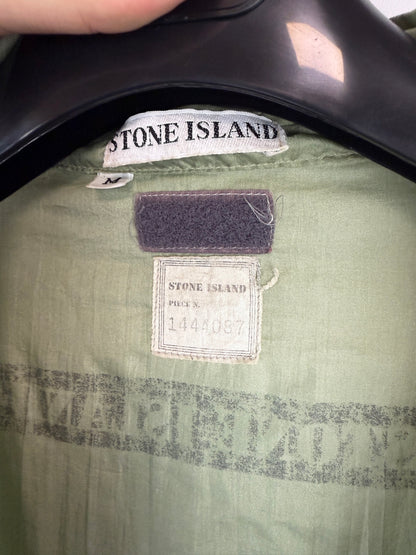 STONE ISLAND
M
STONE ISLAND
PIECE N.
1444087